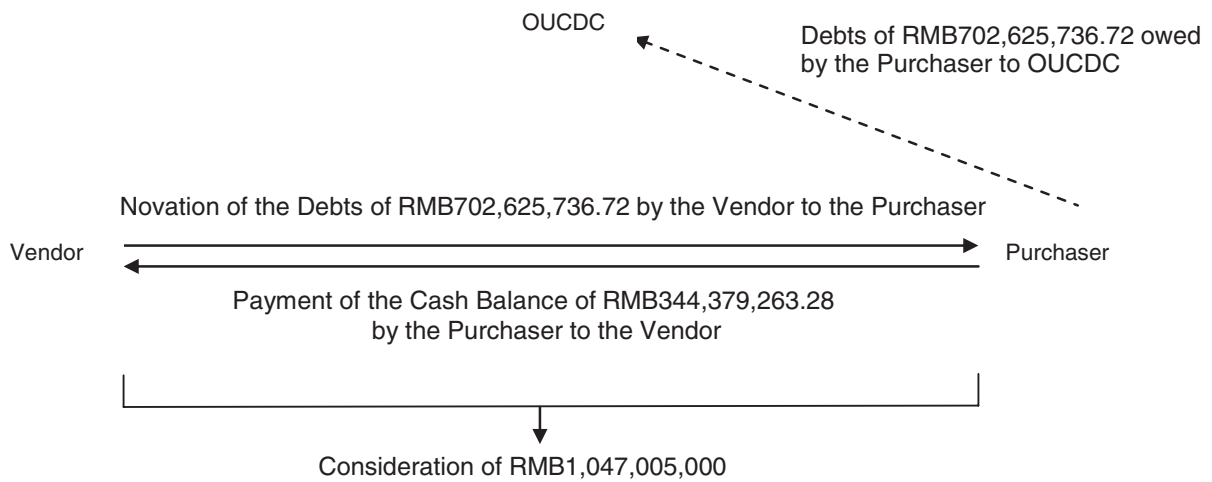 OUCDC
Debts of RMB702,625,736.72 owed
by the Purchaser to OUCDC
Novation of the Debts of RMB702,625,736.72 by the Vendor to the Purchaser
Vendor
Purchaser
Payment of the Cash Balance of RMB344,379,263.28
by the Purchaser to the Vendor
Consideration of RMB1,047,005,000